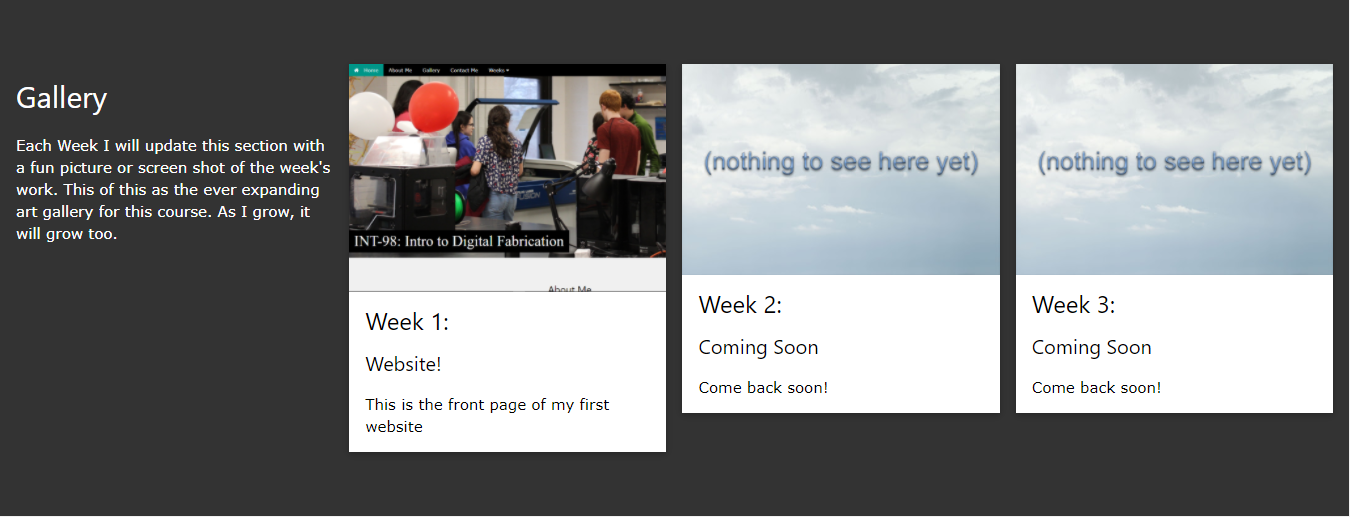 Gallery
Each Week I will update this section with
a fun picture or screen shot of the week's
work. This of this as the ever expanding
art gallery for this course. As I grow, it
will grow too.
Home About Me Gallery Contact Me Weeks
INT-98: Intro to Digital Fabrication
About Me
Week 1:
Website!
This is the front page of my first
website
(nothing to see here yet)
Week 2:
Coming Soon
Come back soon!
(nothing to see here yet)
Week 3:
Coming Soon
Come back soon!